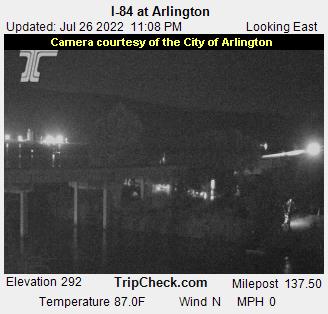 I-84 at Arlington
Updated: Jul 26 2022 11:08 PM Looking East
Camera courtesy of the City of Arlington
Elevation 292 TripCheck.com Milepost 137.50
Temperature 87.0F Wind N MPH 0